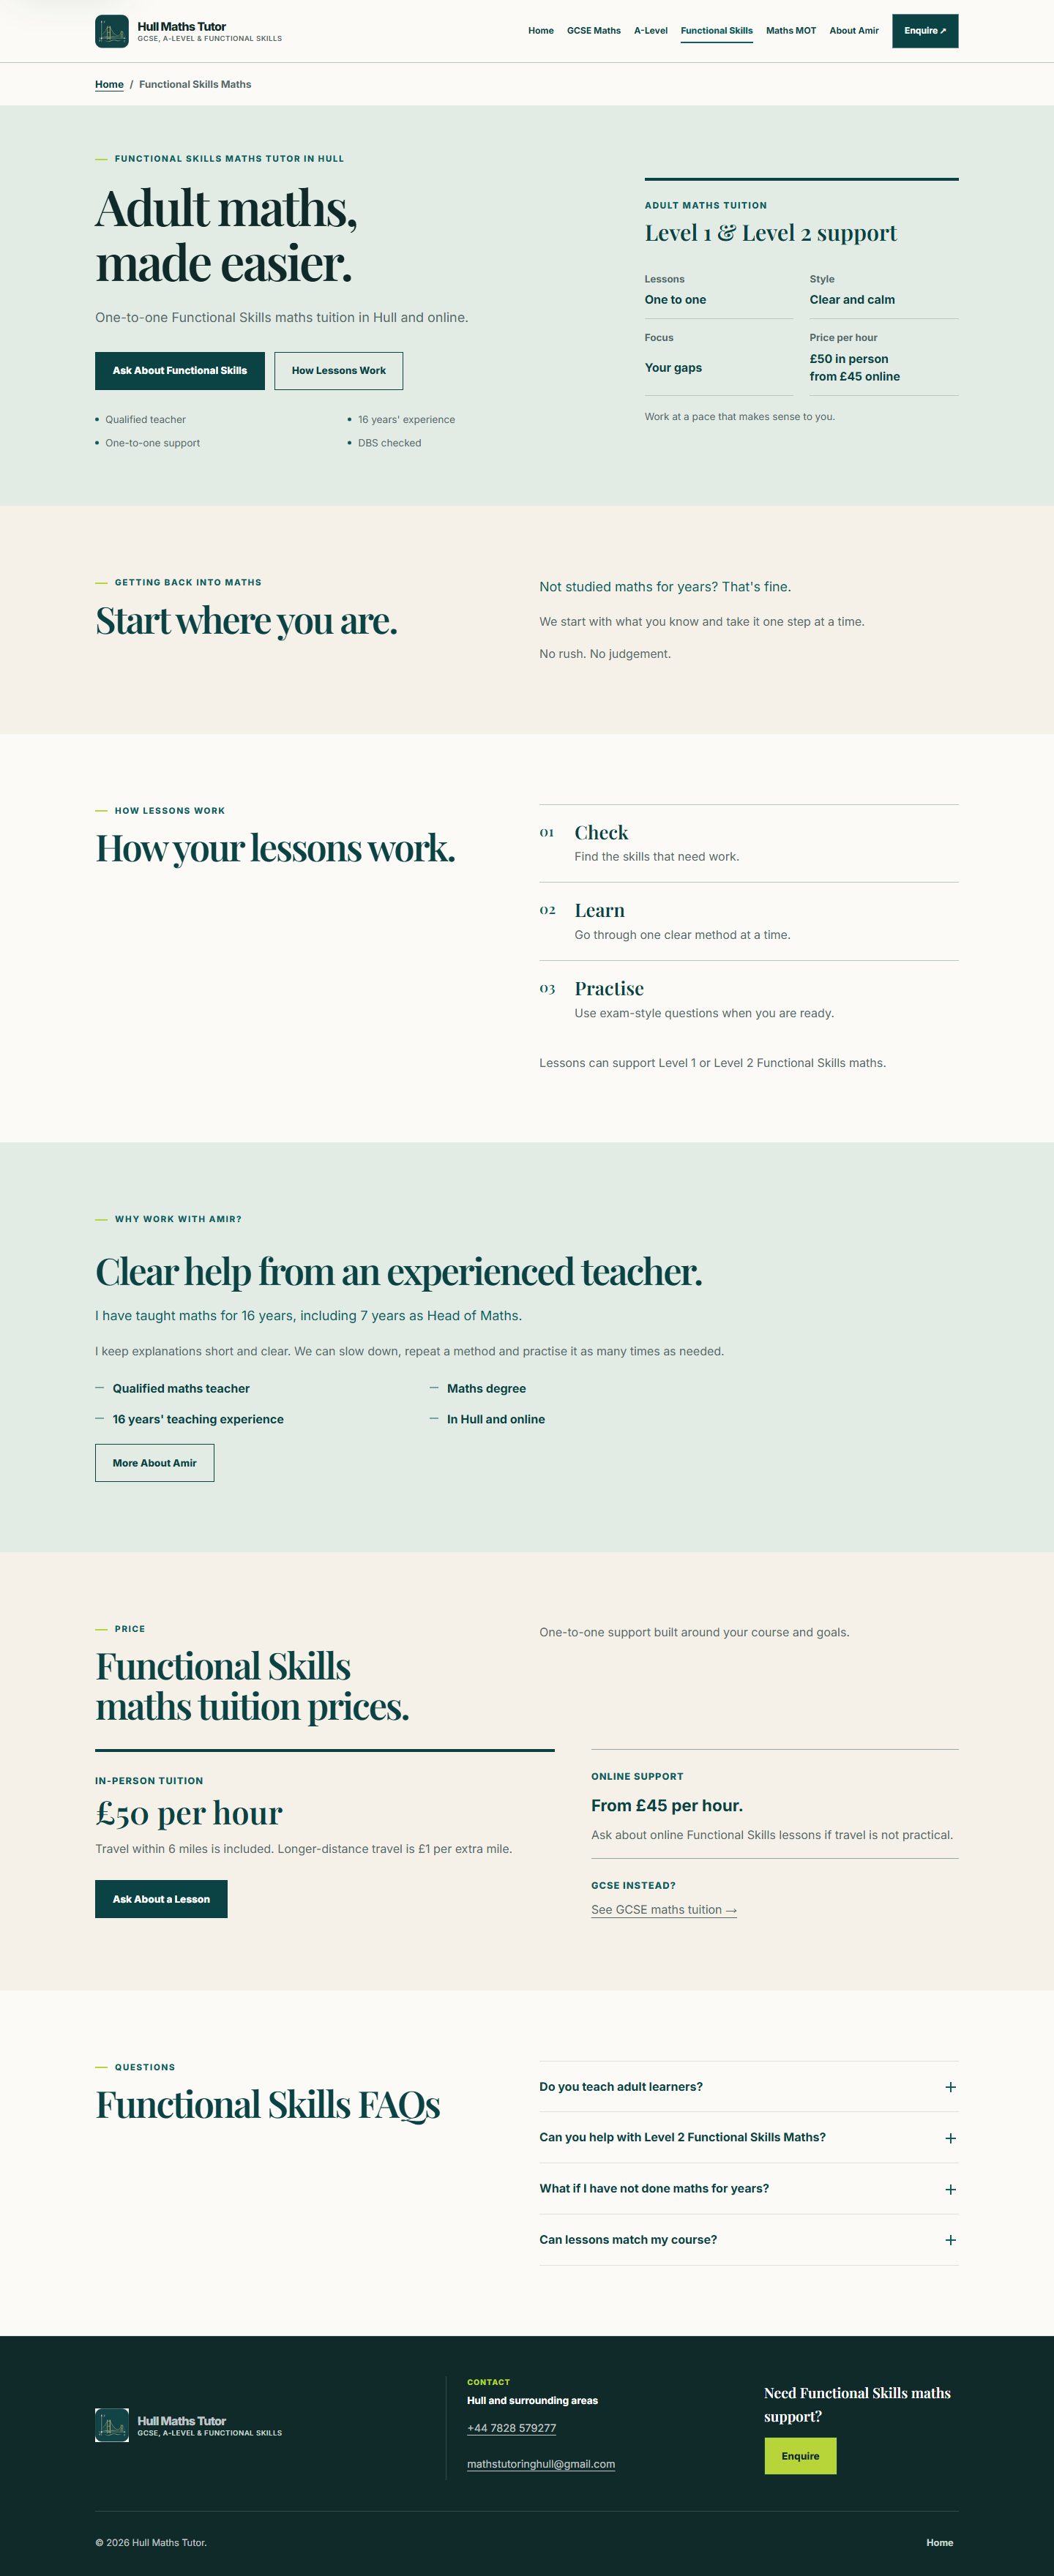 Hull Maths Tutor
GCSE, A-LEVEL & FUNCTIONAL SKILLS
Home
GCSE Maths
A-Level
Functional Skills
Maths MOT
About Amir
Enquire ↗
Home / Functional Skills Maths
FUNCTIONAL SKILLS MATHS TUTOR IN HULL
Adult maths,
made easier.
One-to-one Functional Skills maths tuition in Hull and online.
Ask About Functional Skills
How Lessons Work
Qualified teacher
16 years' experience
One-to-one support
DBS checked
ADULT MATHS TUITION
Level 1 & Level 2 support
Lessons
One to one
Style
Clear and calm
Focus
Your gaps
Price per hour
£50 in person
from £45 online
Work at a pace that makes sense to you.
GETTING BACK INTO MATHS
Start where you are.
Not studied maths for years? That's fine.
We start with what you know and take it one step at a time.
No rush. No judgement.
HOW LESSONS WORK
How your lessons work.
01 Check
Find the skills that need work.
02 Learn
Go through one clear method at a time.
03 Practise
Use exam-style questions when you are ready.
Lessons can support Level 1 or Level 2 Functional Skills maths.
WHY WORK WITH AMIR?
Clear help from an experienced teacher.
I have taught maths for 16 years, including 7 years as Head of Maths.
I keep explanations short and clear. We can slow down, repeat a method and practise it as many times as needed.
Qualified maths teacher
Maths degree
16 years' teaching experience
In Hull and online
More About Amir
PRICE
Functional Skills
maths tuition prices.
One-to-one support built around your course and goals.
IN-PERSON TUITION
£50 per hour
Travel within 6 miles is included. Longer-distance travel is £1 per extra mile.
Ask About a Lesson
ONLINE SUPPORT
From £45 per hour.
Ask about online Functional Skills lessons if travel is not practical.
GCSE INSTEAD?
See GCSE maths tuition →
QUESTIONS
Functional Skills FAQs
Do you teach adult learners?
Can you help with Level 2 Functional Skills Maths?
What if I have not done maths for years?
Can lessons match my course?
Hull Maths Tutor
GCSE, A-LEVEL & FUNCTIONAL SKILLS
CONTACT
Hull and surrounding areas
+44 7828 579277
mathstutoringhull@gmail.com
Need Functional Skills maths
support?
Enquire
© 2026 Hull Maths Tutor.
Home